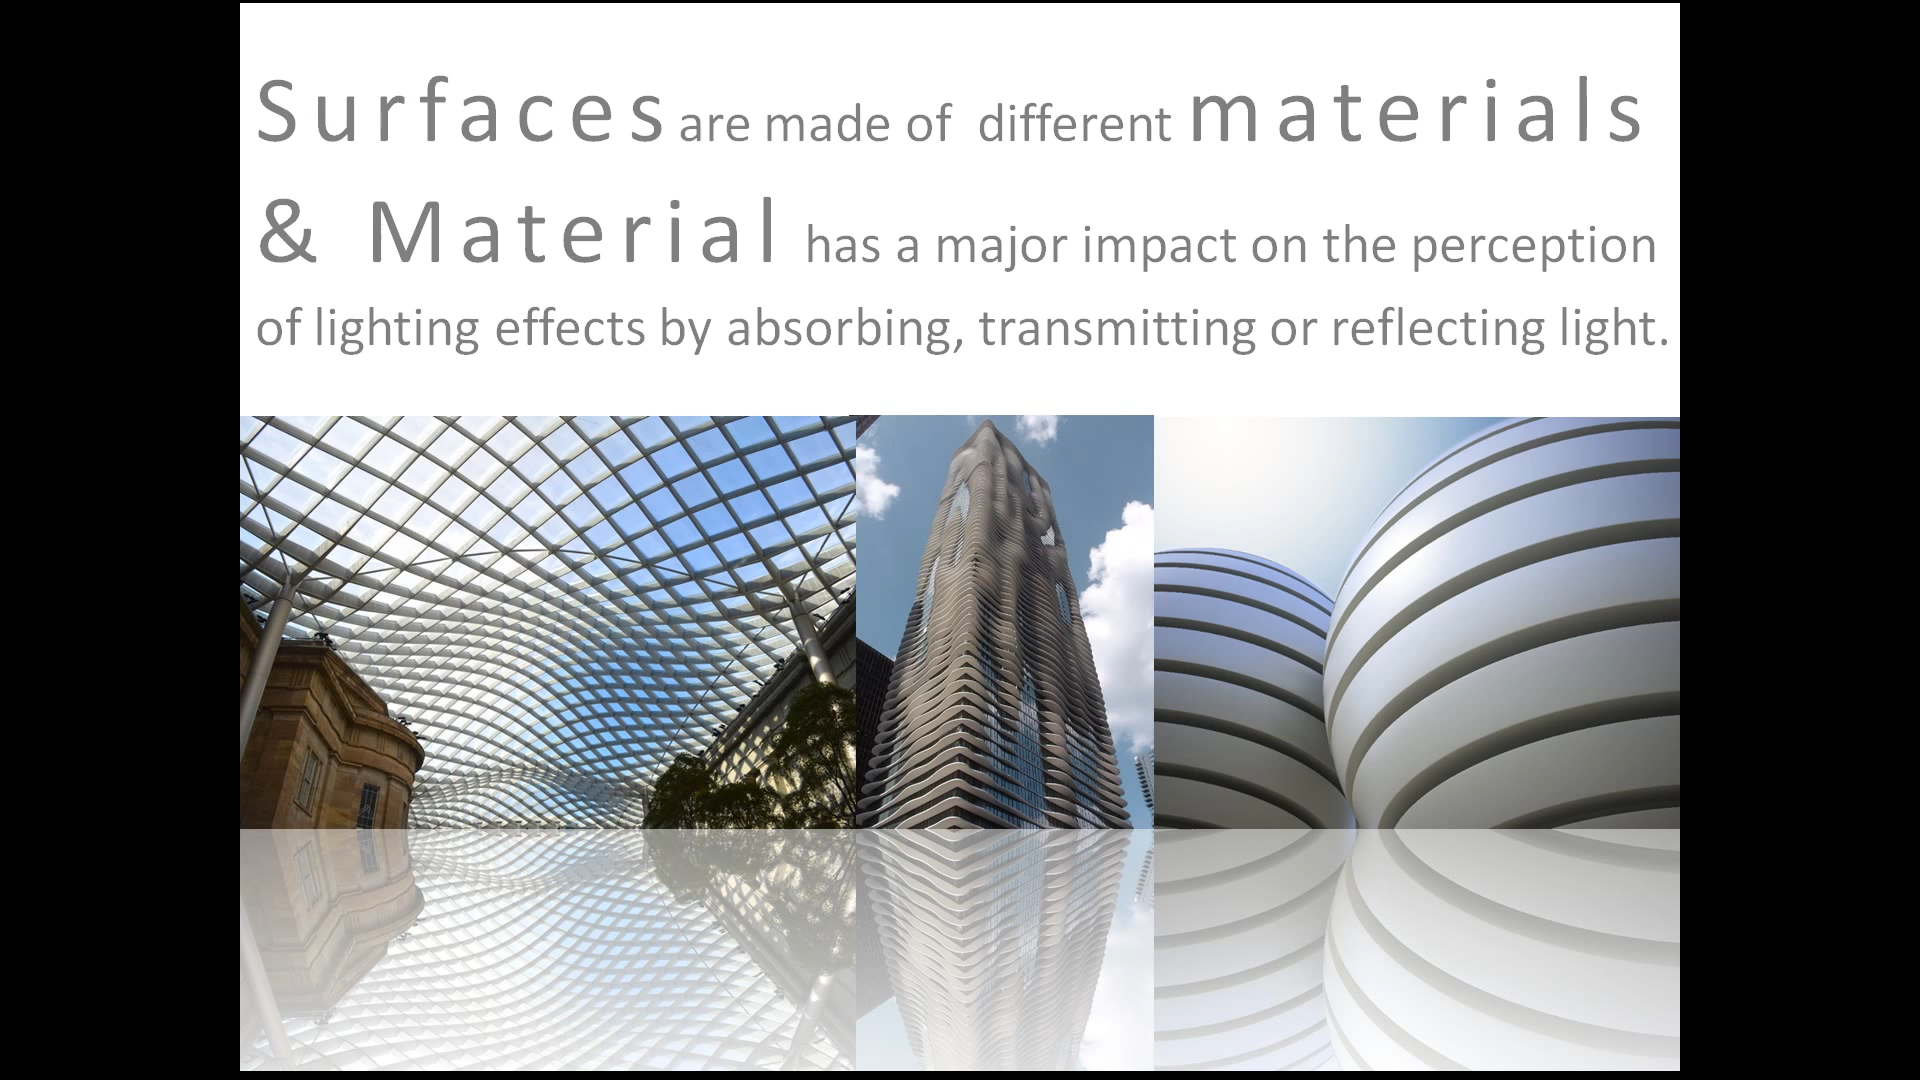 Surfaces are made of different materials
& Material has a major impact on the perception
of lighting effects by absorbing, transmitting or reflecting light.